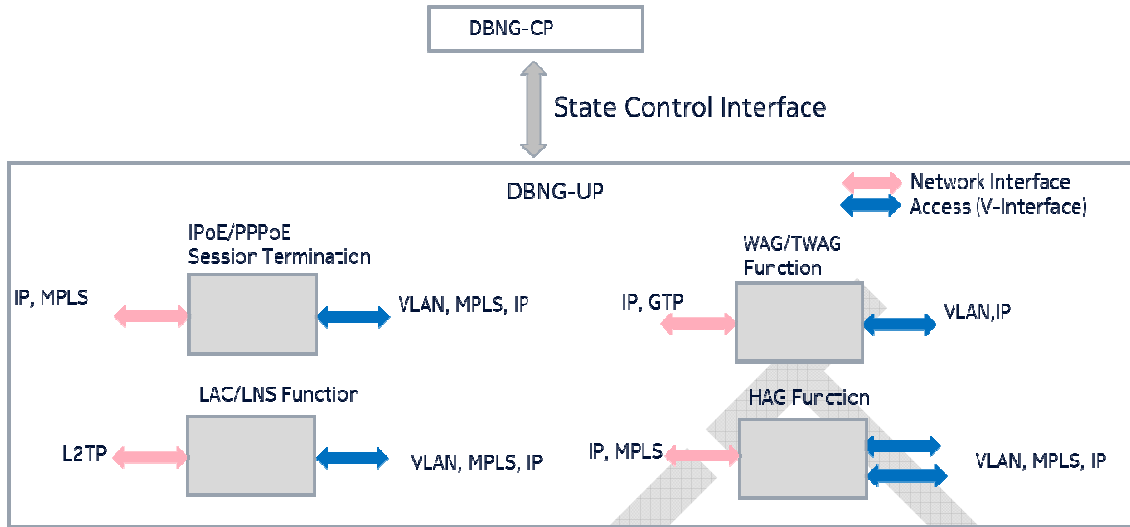 DBNG-CP
State Control Interface
DBNG-UP
Network Interface
Access (V-Interface)
IPoE/PPPoE
Session Termination
IP, MPLS
VLAN, MPLS, IP
WAG/TWAG
Function
IP, GTP
VLAN,IP
LAC/LNS Function
L2TP
VLAN, MPLS, IP
HAG Function
IP, MPLS
VLAN, MPLS, IP